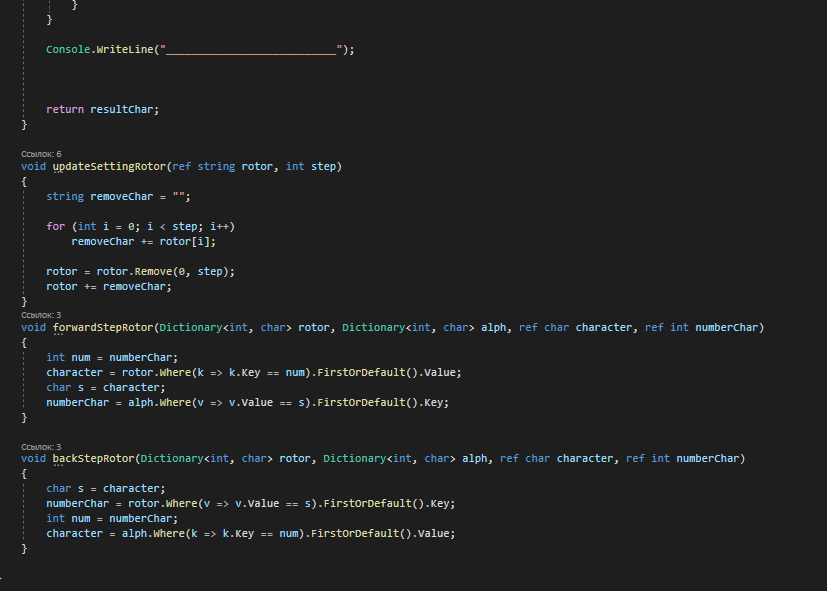 }
}
Console.WriteLine("___________________________");
return resultChar;
}
Ссылок: 6
void updateSettingRotor(ref string rotor, int step)
{
string removeChar = "";
for (int i = 0; i < step; i++)
removeChar += rotor[i];
rotor = rotor.Remove(0, step);
rotor += removeChar;
}
Ссылок: 3
void forwardStepRotor(Dictionary<int, char> rotor, Dictionary<int, char> alph, ref char character, ref int numberChar)
{
int num = numberChar;
character = rotor.Where(k => k.Key == num).FirstOrDefault().Value;
char s = character;
numberChar = alph.Where(v => v.Value == s).FirstOrDefault().Key;
}
Ссылок: 3
void backStepRotor(Dictionary<int, char> rotor, Dictionary<int, char> alph, ref char character, ref int numberChar)
{
char s = character;
numberChar = rotor.Where(v => v.Value == s).FirstOrDefault().Key;
int num = numberChar;
character = alph.Where(k => k.Key == num).FirstOrDefault().Value;
}